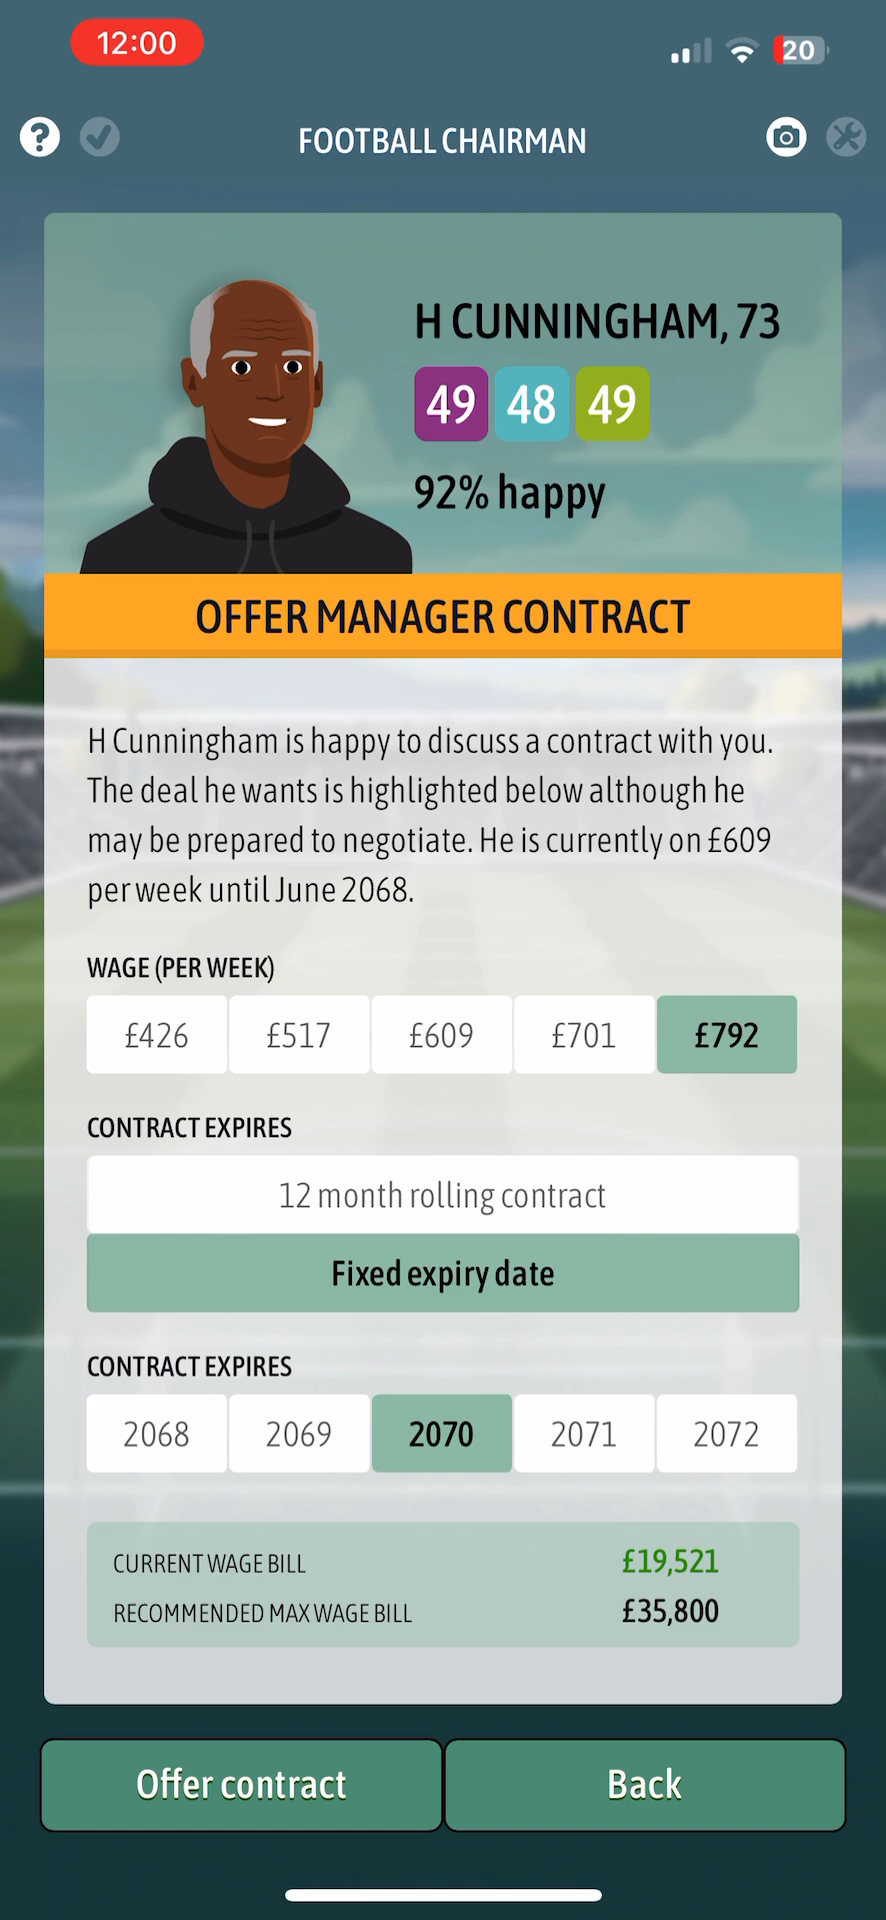 12:00
20
FOOTBALL CHAIRMAN
H CUNNINGHAM, 73
49 48 49
92% happy
OFFER MANAGER CONTRACT
H Cunningham is happy to discuss a contract with you.
The deal he wants is highlighted below although he
may be prepared to negotiate. He is currently on £609
per week until June 2068.
WAGE (PER WEEK)
£426 £517 £609 £701 £792
CONTRACT EXPIRES
12 month rolling contract
Fixed expiry date
CONTRACT EXPIRES
2068 2069 2070 2071 2072
CURRENT WAGE BILL £19,521
RECOMMENDED MAX WAGE BILL £35,800
Offer contract Back